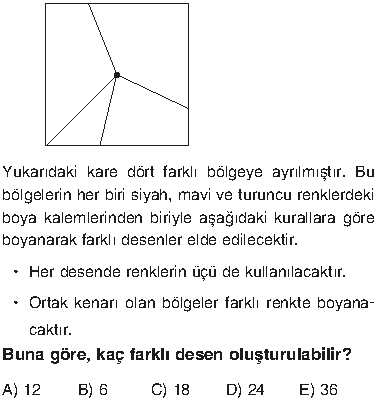 Yukarıdaki kare dört farklı bölgeye ayrılmıştır. Bu
bölgelerin her biri siyah, mavi ve turuncu renklerdeki
boya kalemlerinden biriyle aşağıdaki kurallara göre
boyanarak farklı desenler elde edilecektir.
• Her desende renklerin üçü de kullanılacaktır.
• Ortak kenarı olan bölgeler farklı renkte boyana-
caktır.
Buna göre, kaç farklı desen oluşturulabilir?
A) 12 B) 6 C) 18 D) 24 E) 36